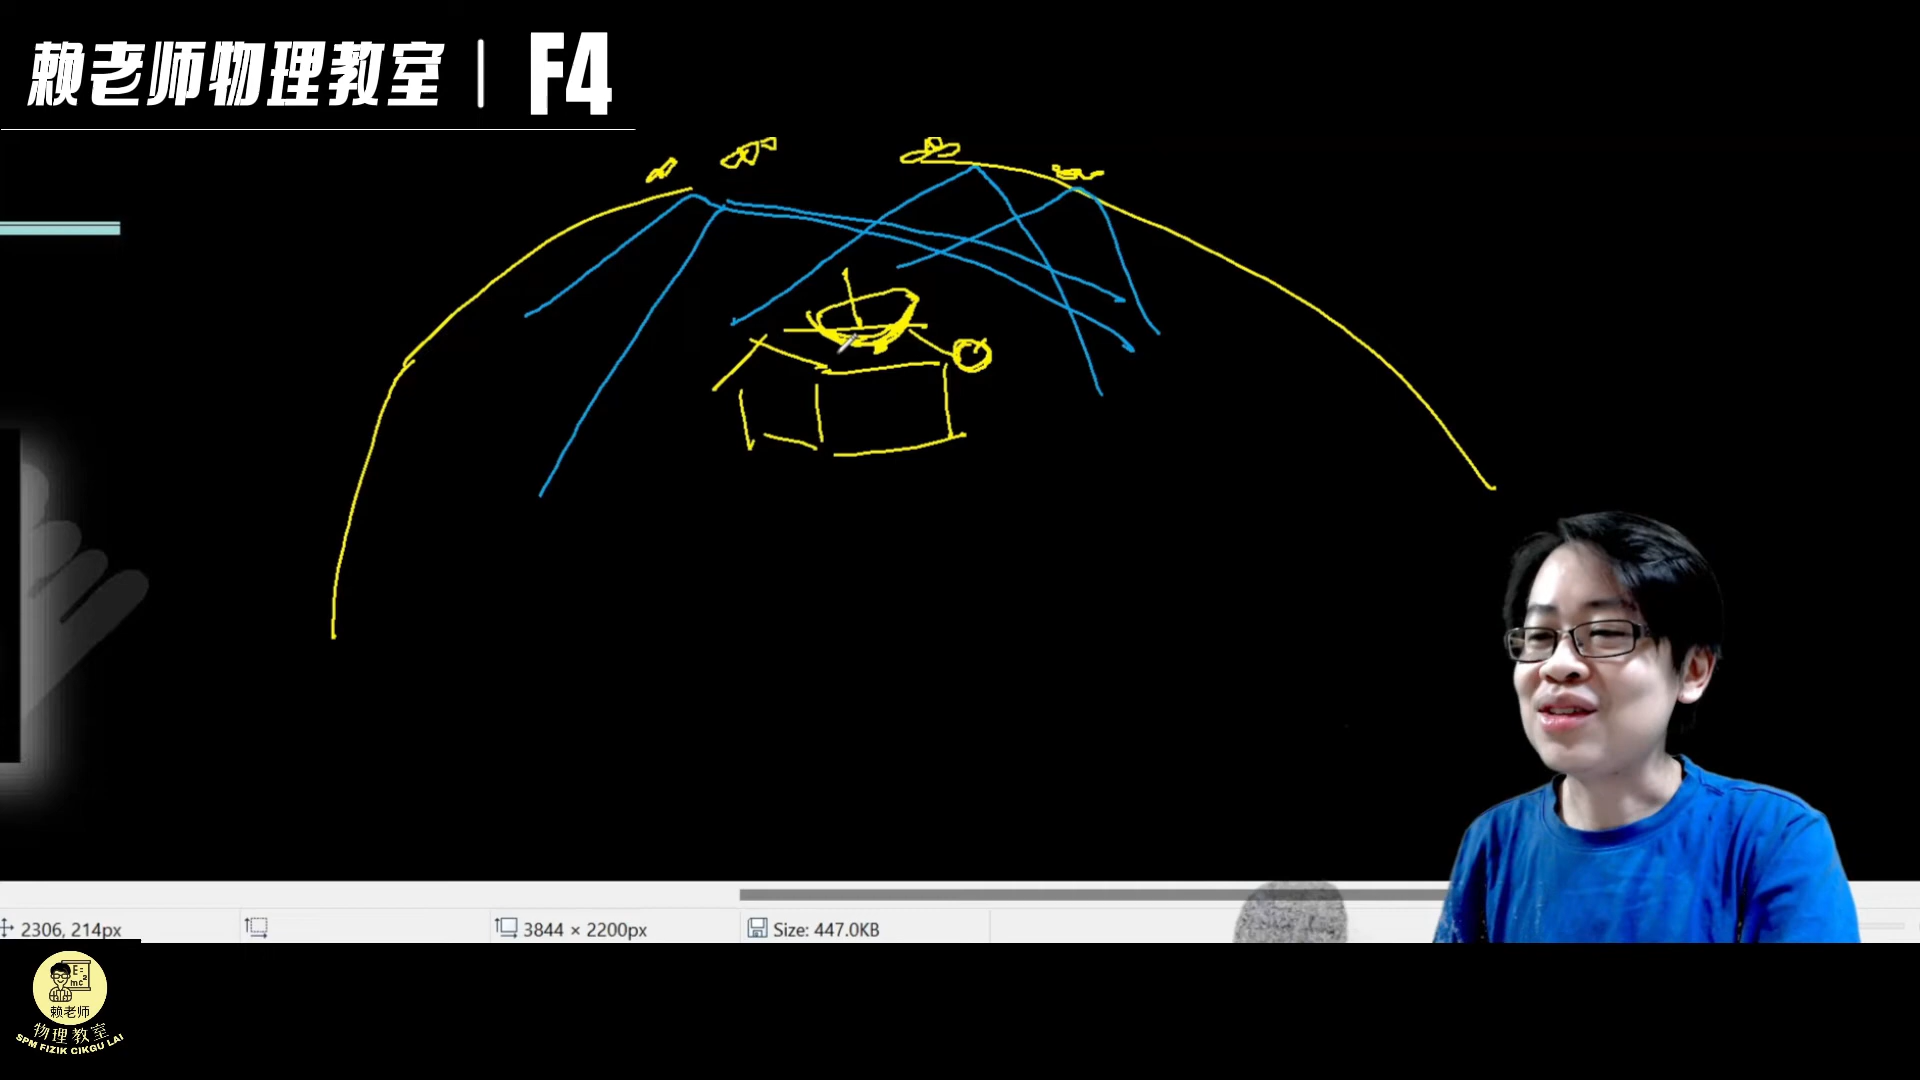 赖老师物理教室 | F4
2306, 214px
3844 × 2200px
Size: 447.0KB
E=
mc²
赖老师
物理教室
SPM FIZIK CIKGU LAI